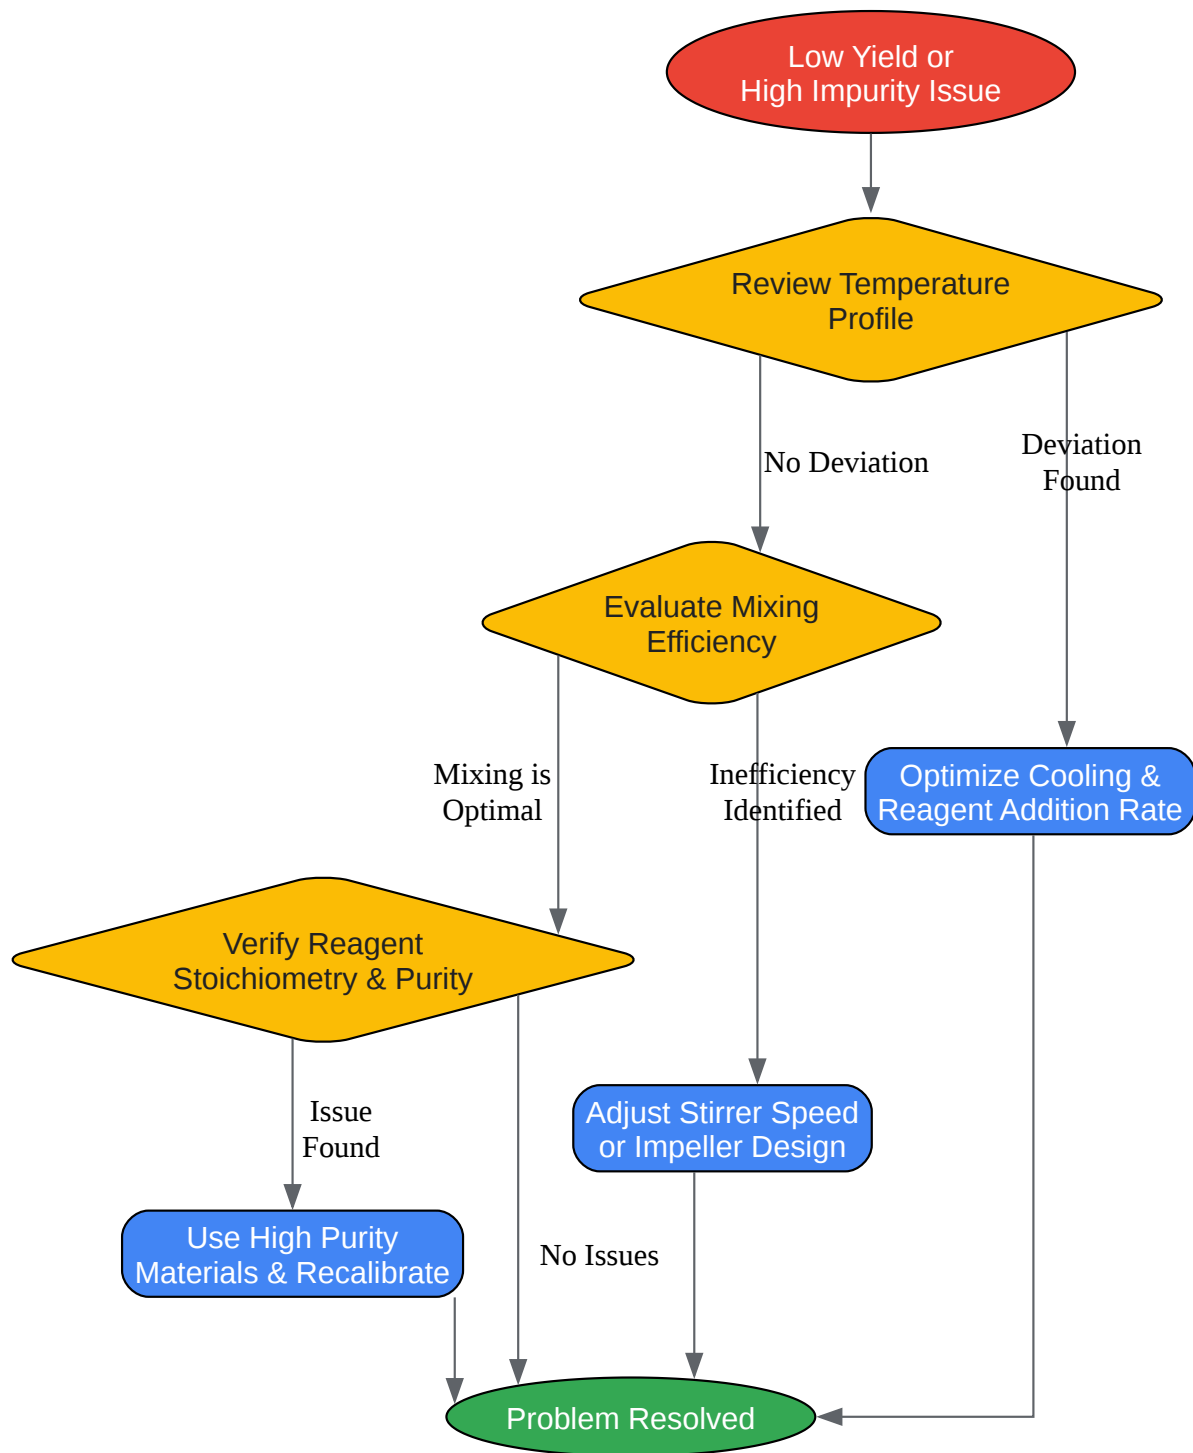 Low Yield or
High Impurity Issue
Review Temperature
Profile
No Deviation
Deviation
Found
Evaluate Mixing
Efficiency
Mixing is
Optimal
Inefficiency
Identified
Optimize Cooling &
Reagent Addition Rate
Verify Reagent
Stoichiometry & Purity
Issue
Found
Adjust Stirrer Speed
or Impeller Design
Use High Purity
Materials & Recalibrate
No Issues
Problem Resolved